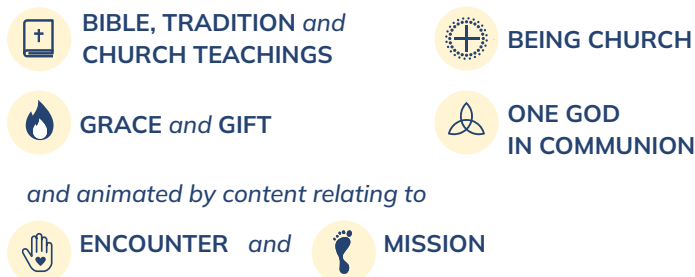 BIBLE, TRADITION and
CHURCH TEACHINGS
BEING CHURCH
GRACE and GIFT
ONE GOD
IN COMMUNION
and animated by content relating to
ENCOUNTER and MISSION